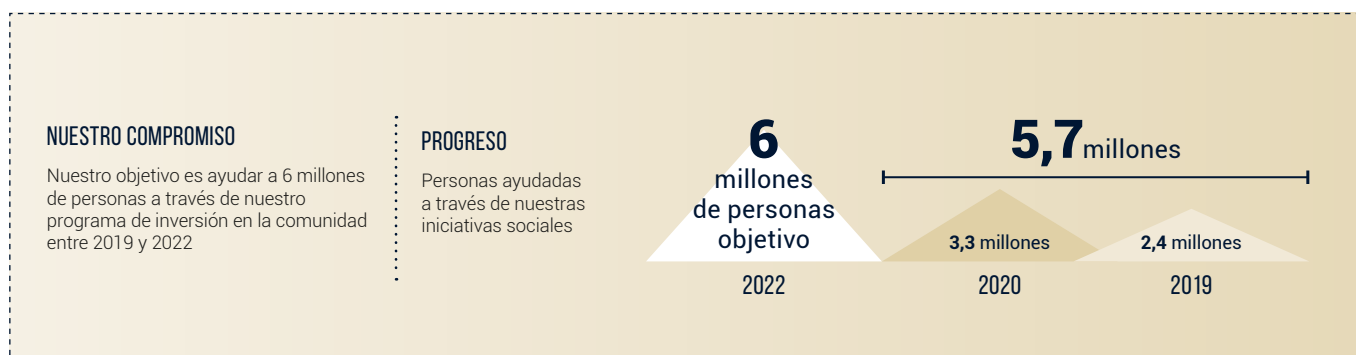 NUESTRO COMPROMISO
Nuestro objetivo es ayudar a 6 millones
de personas a través de nuestro
programa de inversión en la comunidad
entre 2019 y 2022
PROGRESO
Personas ayudadas
a través de nuestras
iniciativas sociales
6
millones
de personas
objetivo
2022
5,7 millones
3,3 millones
2020
2,4 millones
2019